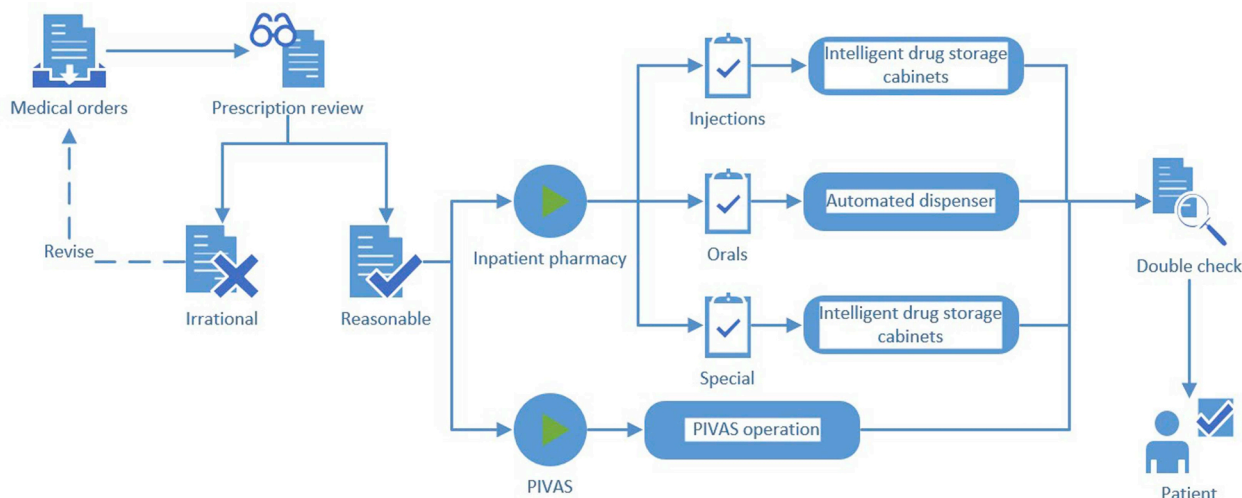 Medical orders
Prescription review
Revise
Irrational
Reasonable
Inpatient pharmacy
PIVAS
Injections
Orals
Special
Intelligent drug storage
cabinets
Automated dispenser
Intelligent drug storage
cabinets
PIVAS operation
Double check
Patient